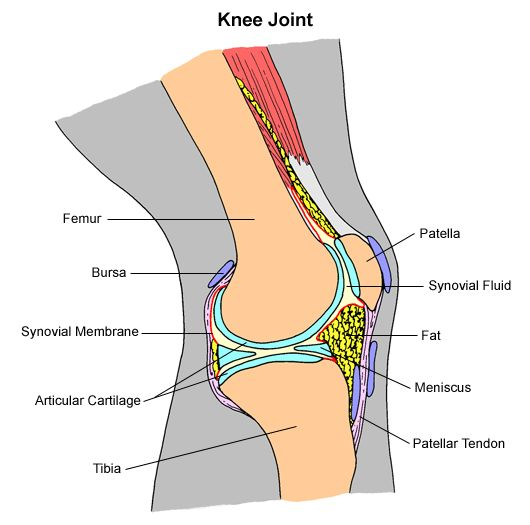 Knee Joint
Femur
Patella
Bursa
Synovial Fluid
Synovial Membrane
Fat
Meniscus
Articular Cartilage
Patellar Tendon
Tibia